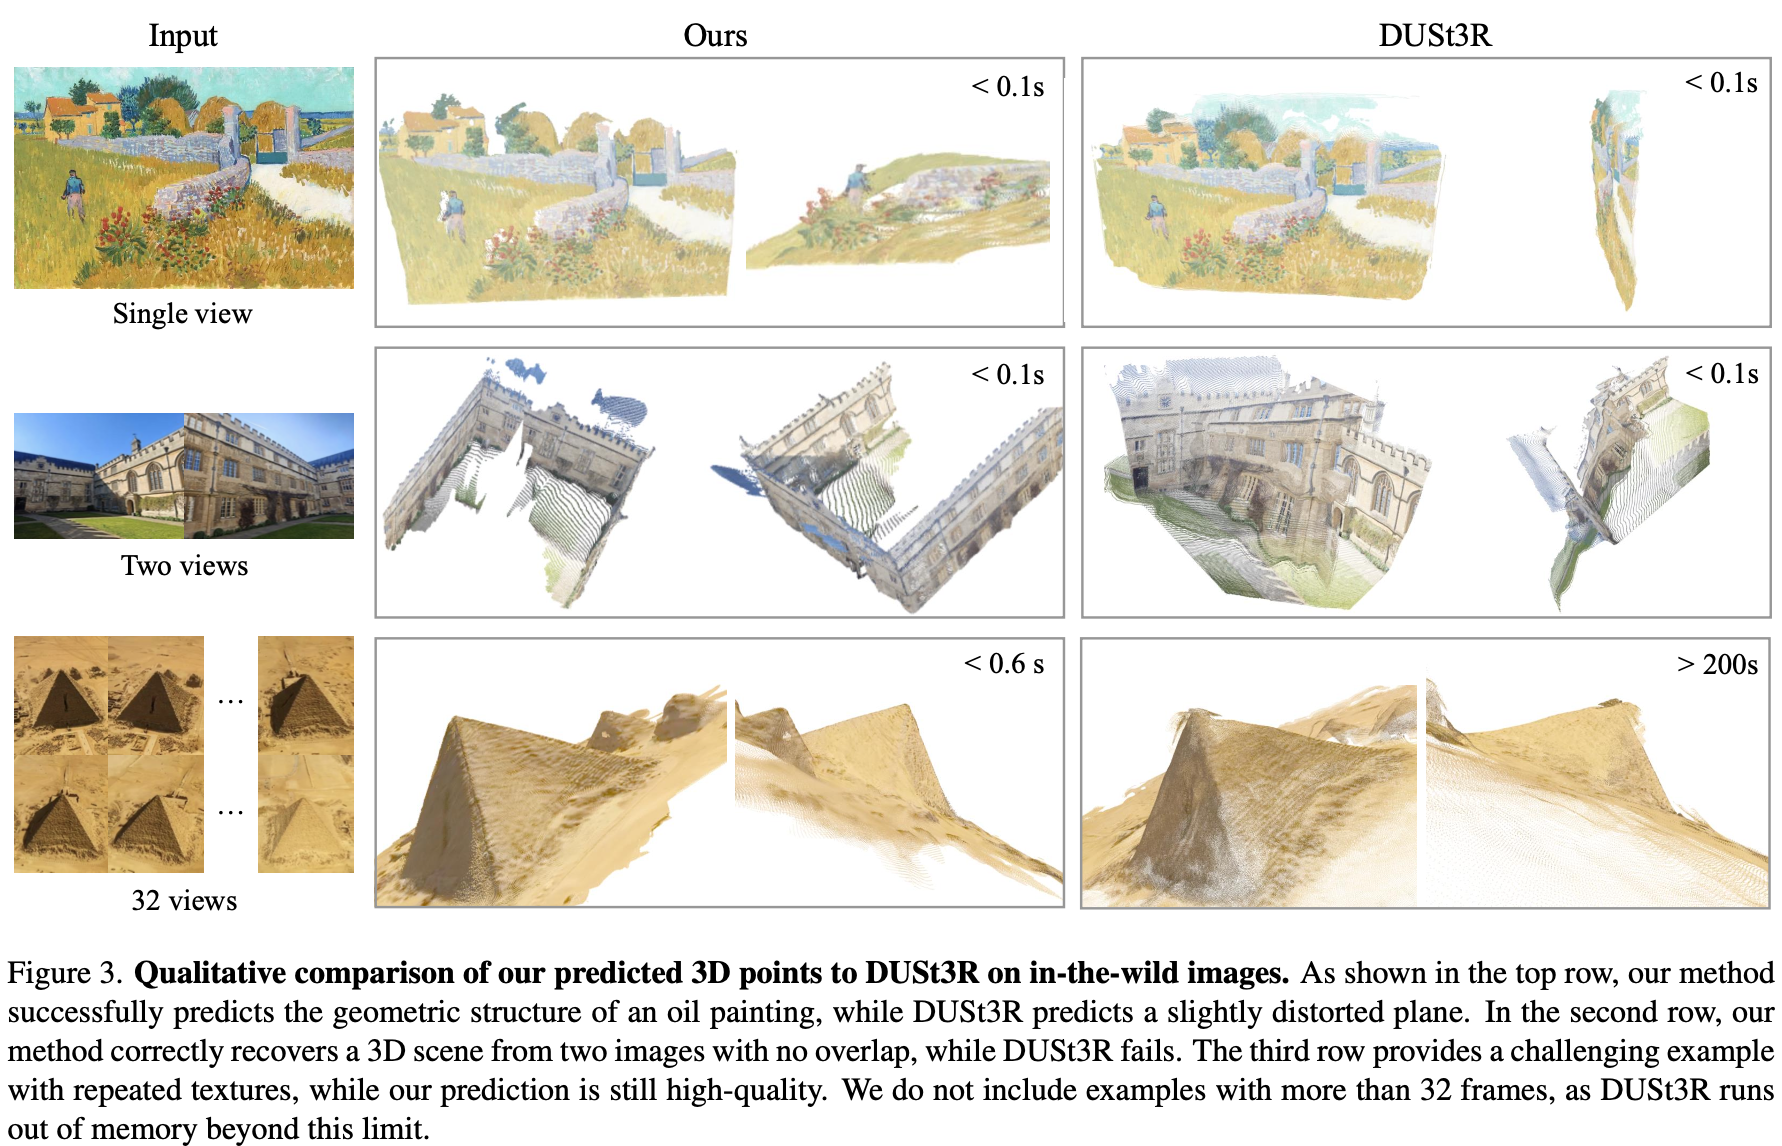 Input
Ours
DUSt3R
< 0.1s
< 0.1s
Single view
< 0.1s
< 0.1s
Two views
< 0.6 s
> 200s
...
...
32 views
Figure 3. Qualitative comparison of our predicted 3D points to DUSt3R on in-the-wild images. As shown in the top row, our method
successfully predicts the geometric structure of an oil painting, while DUSt3R predicts a slightly distorted plane. In the second row, our
method correctly recovers a 3D scene from two images with no overlap, while DUSt3R fails. The third row provides a challenging example
with repeated textures, while our prediction is still high-quality. We do not include examples with more than 32 frames, as DUSt3R runs
out of memory beyond this limit.